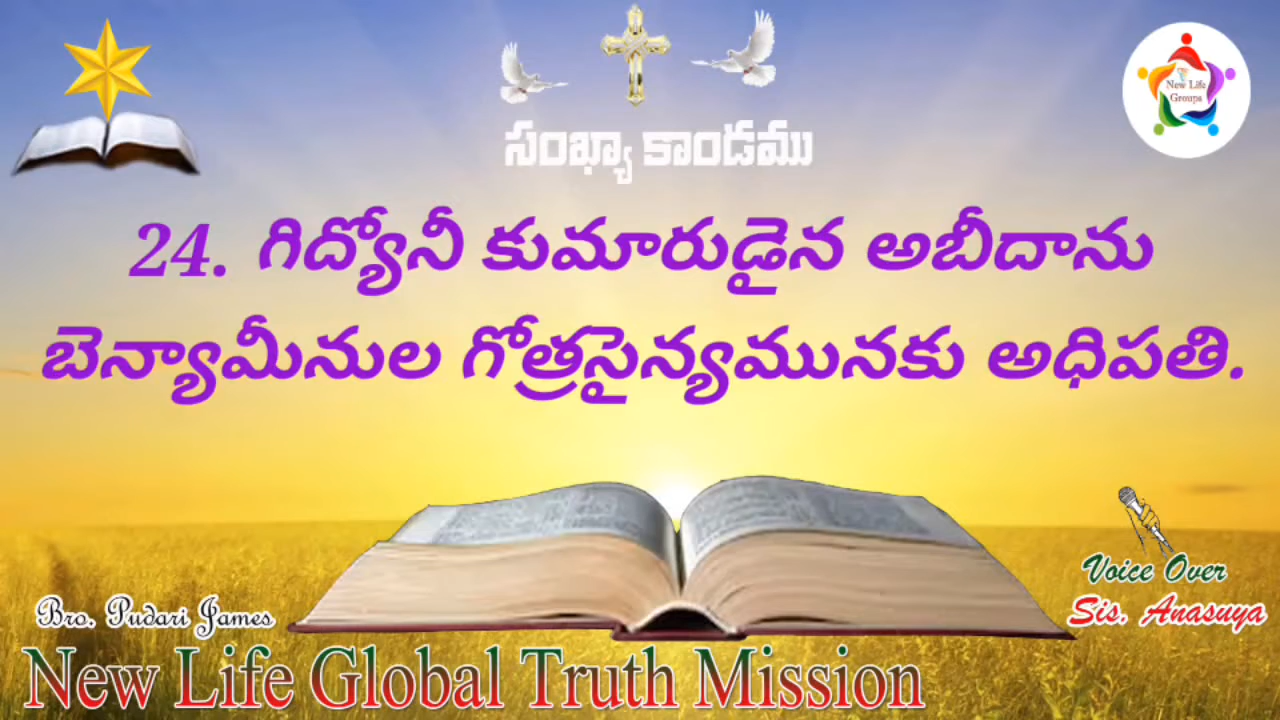 New Life
Groups
సంఖ్యా కాండము
24. గిద్యోనీ కుమారుడైన అబీదాను
బెన్యామీనుల గోత్రసైన్యమునకు అధిపతి.
Voice Over
Sis. Anasuya
Bro. Pudari James
New Life Global Truth Mission